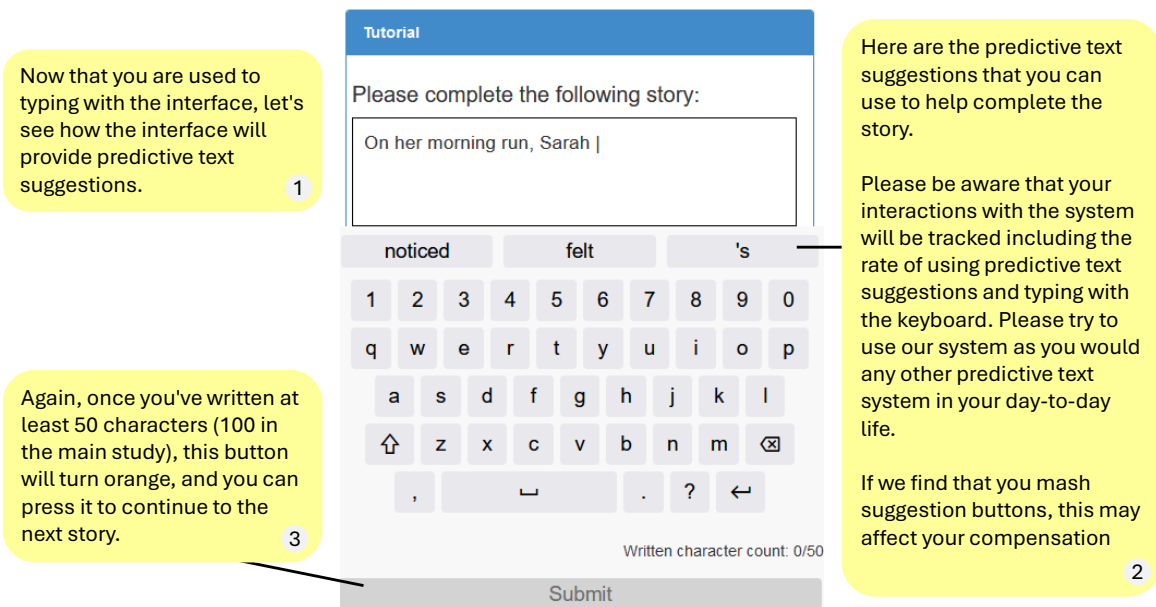 Now that you are used to
typing with the interface, let's
see how the interface will
provide predictive text
suggestions.
1
Tutorial
Please complete the following story:
On her morning run, Sarah |
noticed felt 's
1 2 3 4 5 6 7 8 9 0
q w e r t y u i o p
a s d f g h j k l
z x c v b n m
, . ?
Written character count: 0/50
Submit
Here are the predictive text
suggestions that you can
use to help complete the
story.
Please be aware that your
interactions with the system
will be tracked including the
rate of using predictive text
suggestions and typing with
the keyboard. Please try to
use our system as you would
any other predictive text
system in your day-to-day
life.
If we find that you mash
suggestion buttons, this may
affect your compensation
2
Again, once you've written at
least 50 characters (100 in
the main study), this button
will turn orange, and you can
press it to continue to the
next story.
3